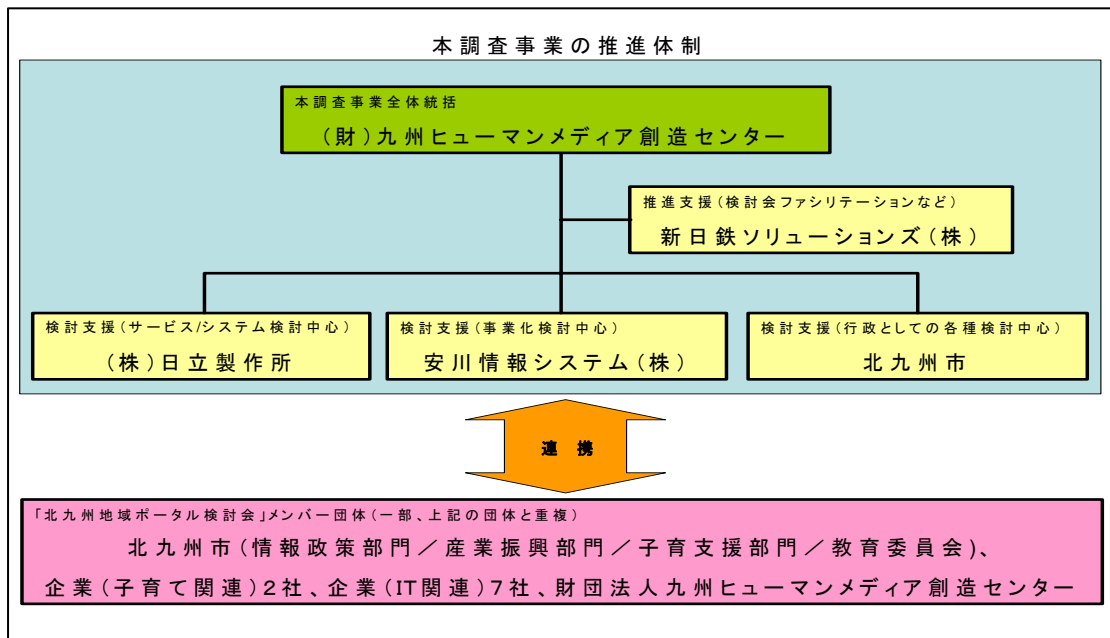 本調査事業の推進体制
本調査事業全体統括
(財)九州ヒューマンメディア創造センター
推進支援(検討会ファシリテーションなど)
新日鉄ソリューションズ(株)
検討支援(サービス/システム検討中心)
(株)日立製作所
検討支援(事業化検討中心)
安川情報システム(株)
検討支援(行政としての各種検討中心)
北九州市
連 携
「北九州地域ポータル検討会」メンバー団体(一部、上記の団体と重複)
北九州市(情報政策部門/産業振興部門/子育支援部門/教育委員会)、
企業(子育て関連)2社、企業(IT関連)7社、財団法人九州ヒューマンメディア創造センター